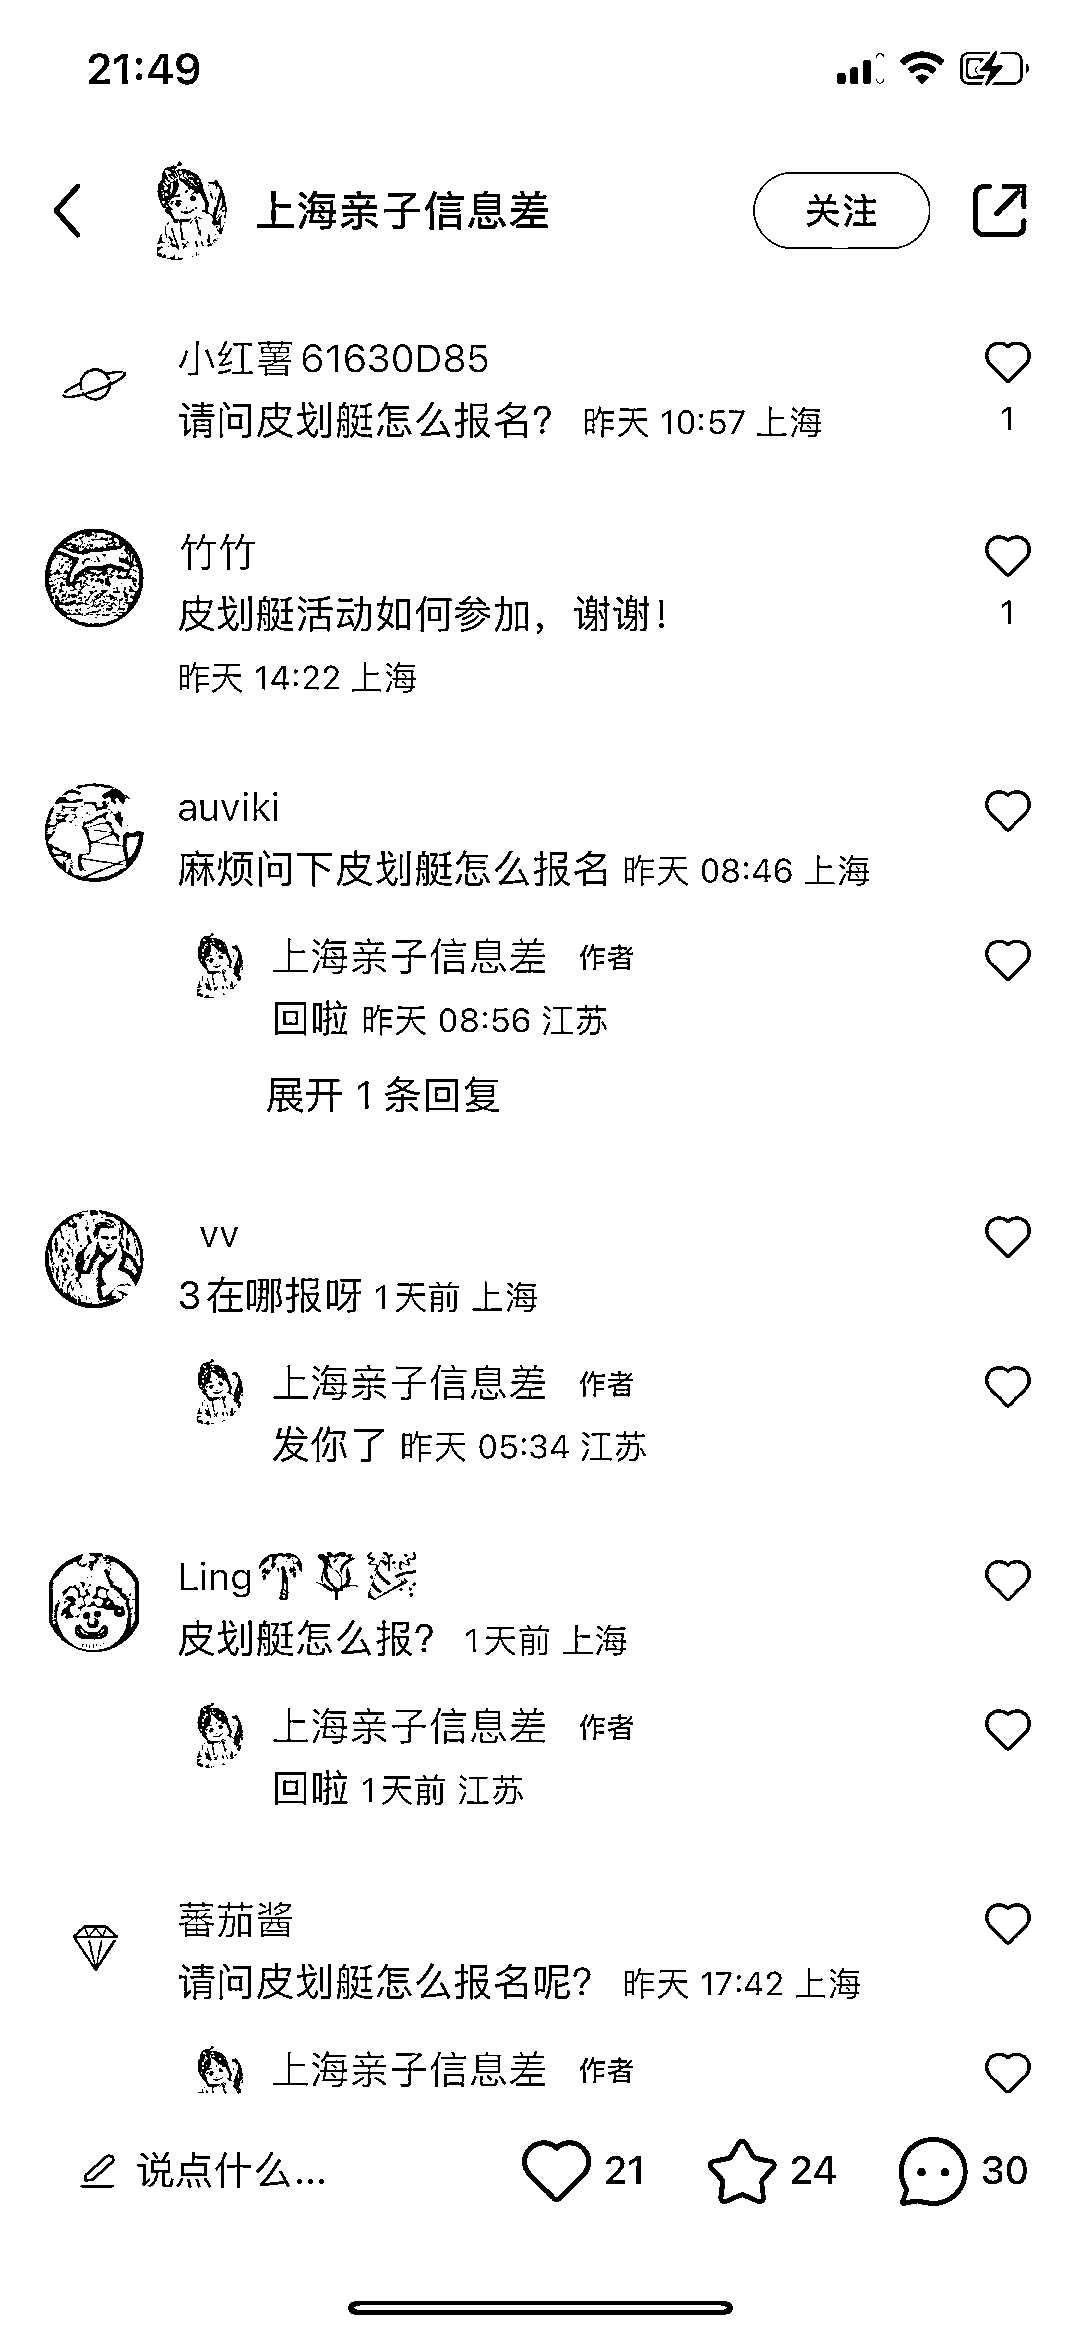 21:49
上海亲子信息差
关注
小红薯61630D85
请问皮划艇怎么报名？ 昨天 10:57 上海
1
竹竹
皮划艇活动如何参加，谢谢！
1
昨天 14:22 上海
auviki
麻烦问下皮划艇怎么报名 昨天 08:46 上海
上海亲子信息差 作者
回啦 昨天 08:56 江苏
展开 1 条回复
vv
3在哪报呀 1天前 上海
上海亲子信息差 作者
发你了 昨天 05:34 江苏
Ling🌴🌹🎉
皮划艇怎么报？ 1天前 上海
上海亲子信息差 作者
回啦 1天前 江苏
蕃茄酱
请问皮划艇怎么报名呢？ 昨天 17:42 上海
上海亲子信息差 作者
说点什么...
21
24
30